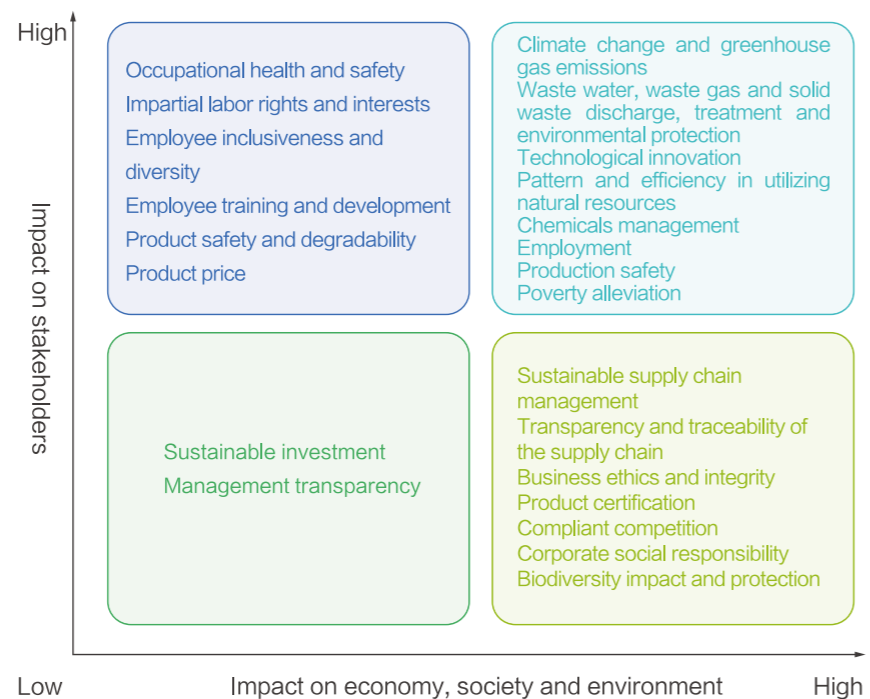 High
Impact on stakeholders
Occupational health and safety
Impartial labor rights and interests
Employee inclusiveness and
diversity
Employee training and development
Product safety and degradability
Product price
Climate change and greenhouse
gas emissions
Waste water, waste gas and solid
waste discharge, treatment and
environmental protection
Technological innovation
Pattern and efficiency in utilizing
natural resources
Chemicals management
Employment
Production safety
Poverty alleviation
Sustainable investment
Management transparency
Sustainable supply chain
management
Transparency and traceability of
the supply chain
Business ethics and integrity
Product certification
Compliant competition
Corporate social responsibility
Biodiversity impact and protection
Low
Impact on economy, society and environment
High